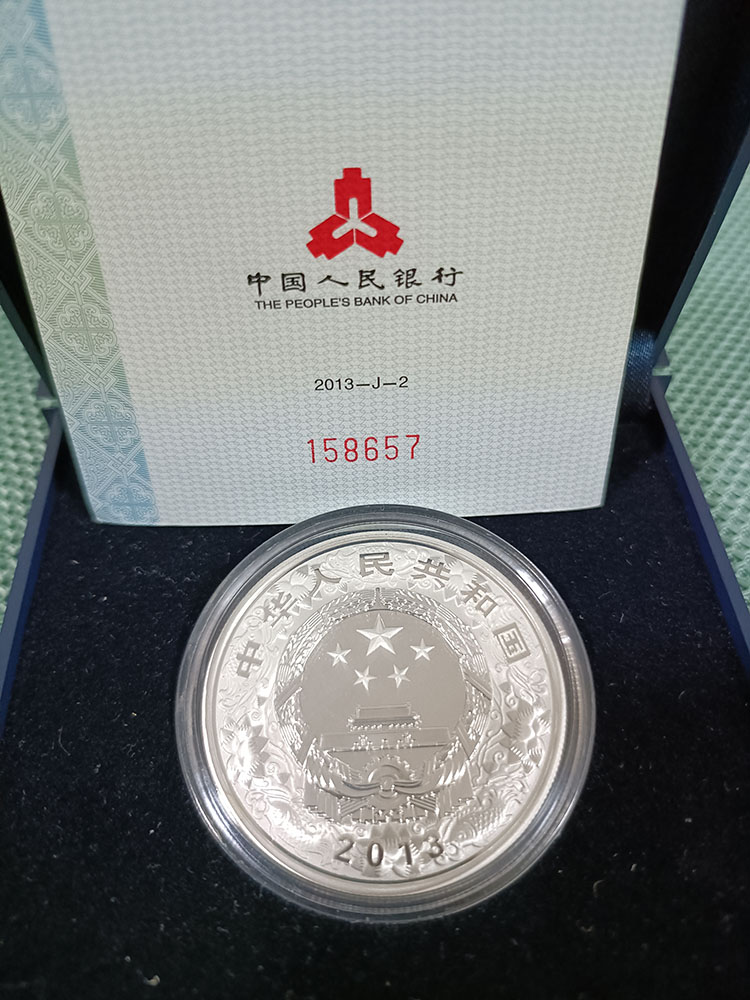 中国人民银行
THE PEOPLE'S BANK OF CHINA
2013—J—2
158657
中华人民共和国
2013